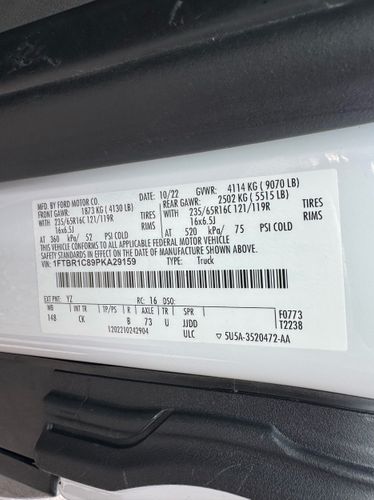 MFD. BY FORD MOTOR CO.
DATE: 10/22 GVWR: 4114 KG ( 9070 LB)
FRONT GAWR: 1873 KG ( 4130 LB) REAR GAWR: 2502 KG ( 5515 LB)
WITH 235/65R16C 121/119R TIRES WITH 235/65R16C 121/119R TIRES
16x6.5J RIMS 16x6.5J RIMS
AT 360 kPa/ 52 PSI COLD AT 520 kPa/ 75 PSI COLD
THIS VEHICLE CONFORMS TO ALL APPLICABLE FEDERAL MOTOR VEHICLE
SAFETY STANDARDS IN EFFECT ON THE DATE OF MANUFACTURE SHOWN ABOVE.
VIN: 1FTBR1C89PKA29159 TYPE: Truck
EXT PNT: YZ RC: 16 DSO:
WB INT TR TP/PS R AXLE TR SPR F0773
148 CK B 73 U JJDD T2238
1202210242904 ULC 5U5A-3520472-AA